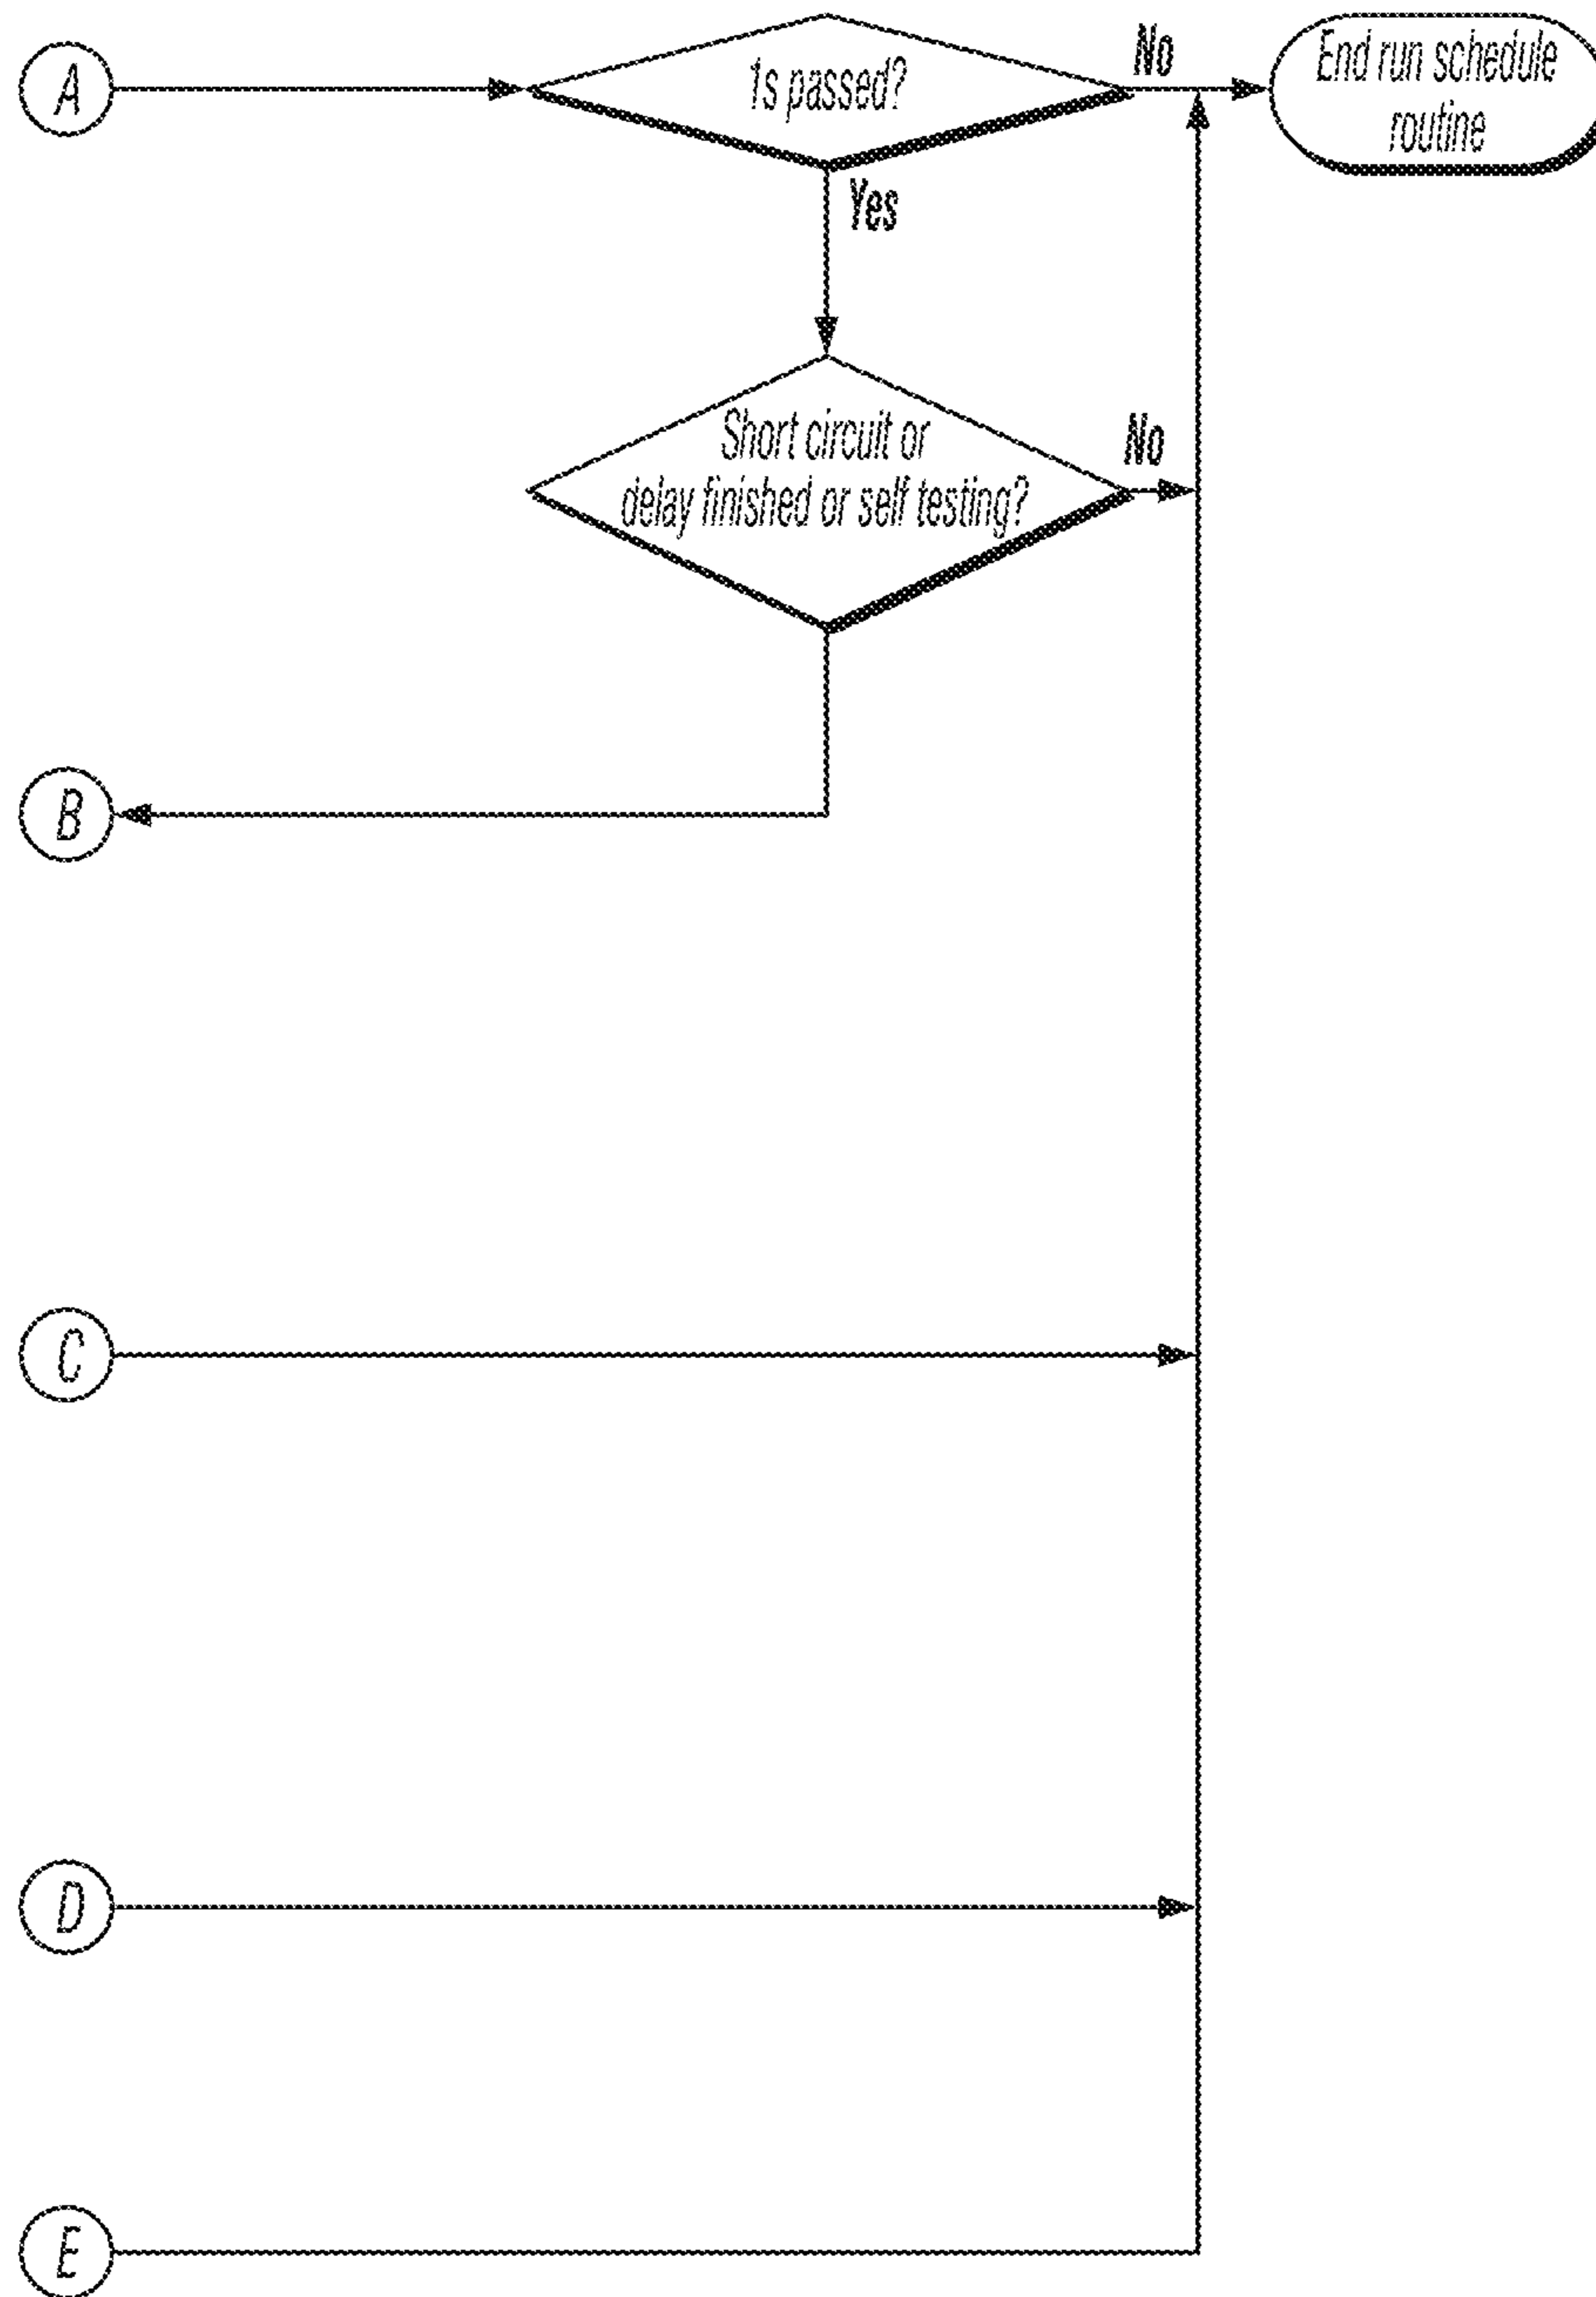 A
1s passed?
No
End run schedule
routine
Yes
Short circuit or
delay finished or self testing?
No
B
C
D
E